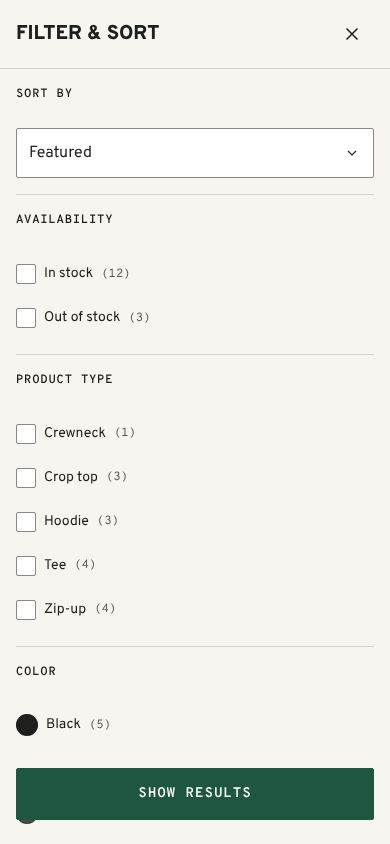 FILTER & SORT
SORT BY
Featured
AVAILABILITY
In stock (12)
Out of stock (3)
PRODUCT TYPE
Crewneck (1)
Crop top (3)
Hoodie (3)
Tee (4)
Zip-up (4)
COLOR
Black (5)
SHOW RESULTS